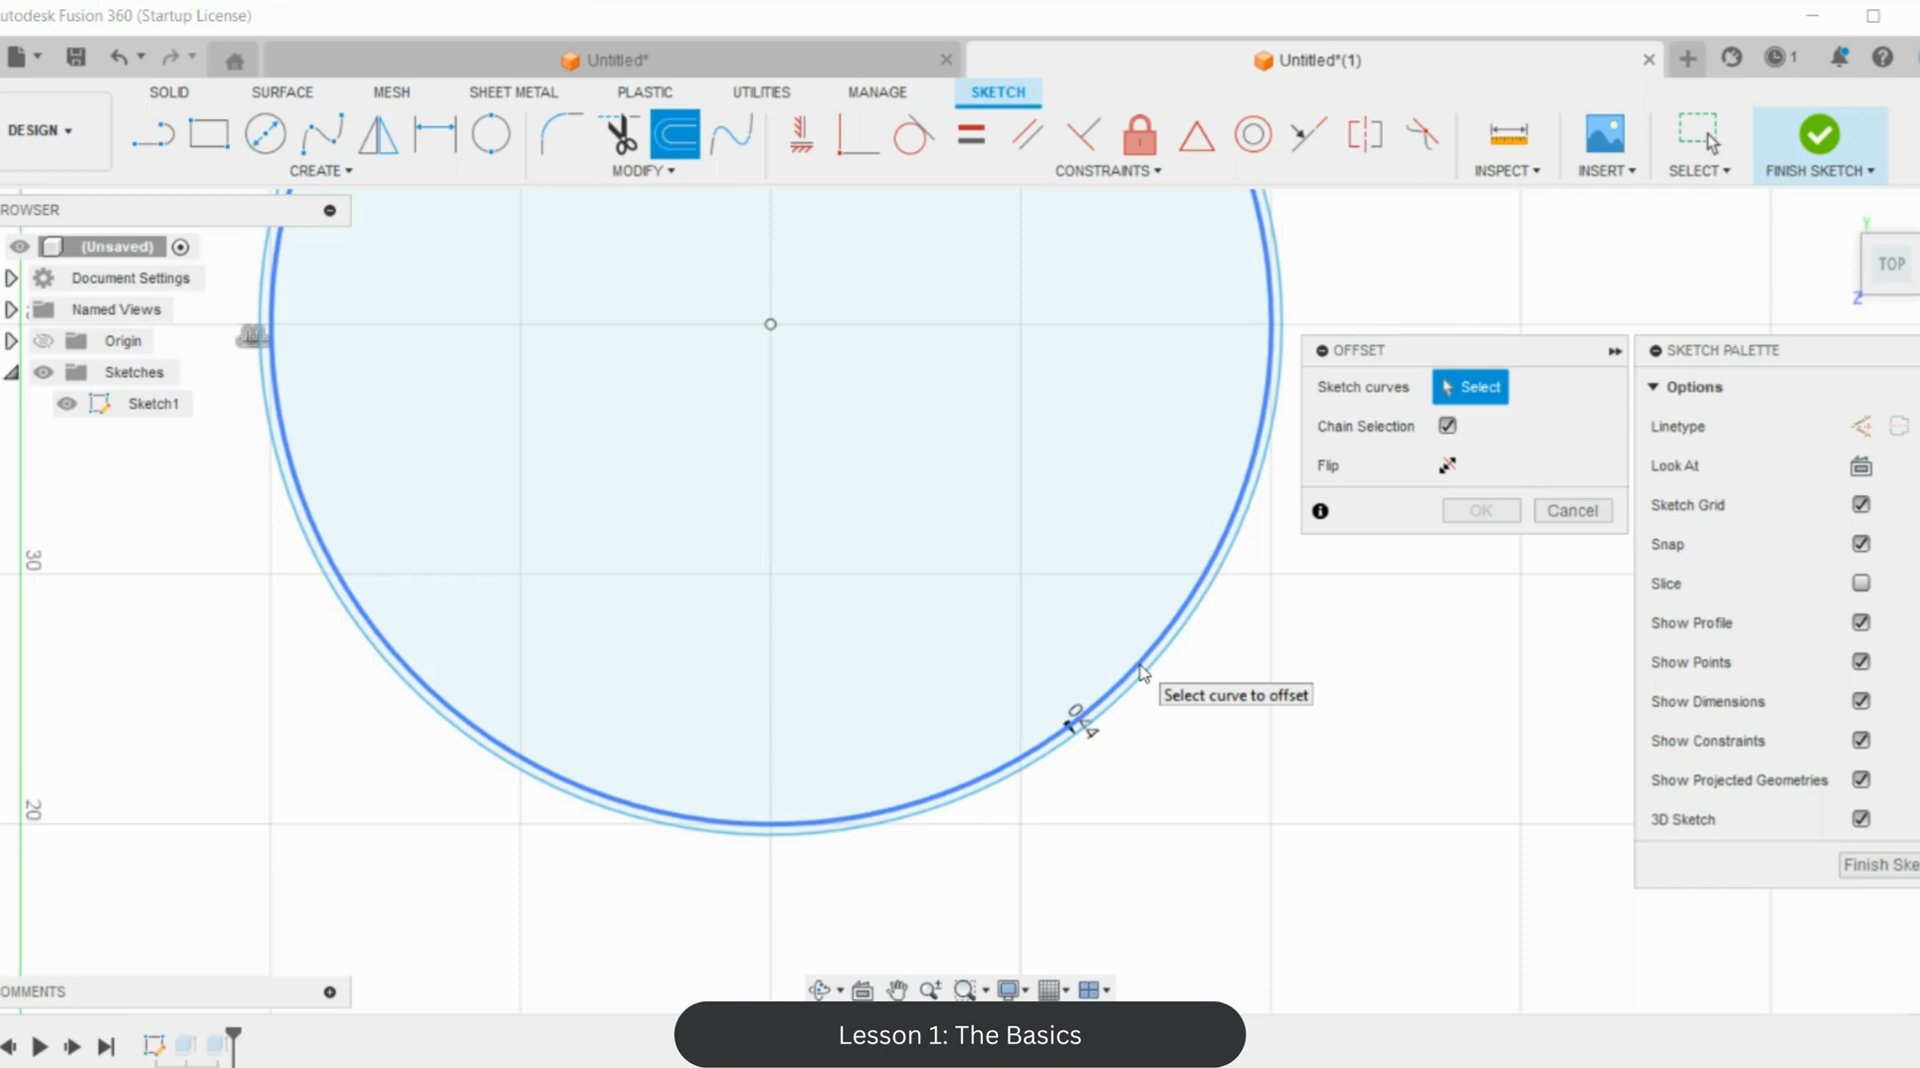 utodesk Fusion 360 (Startup License)
Untitled*
Untitled*(1)
1
SOLID
SURFACE
MESH
SHEET METAL
PLASTIC
UTILITIES
MANAGE
SKETCH
DESIGN
CREATE
MODIFY
CONSTRAINTS
INSPECT
INSERT
SELECT
FINISH SKETCH
ROWSER
(Unsaved)
Document Settings
Named Views
Origin
Sketches
Sketch1
Y
TOP
Z
OFFSET
Sketch curves
Select
Chain Selection
Flip
OK
Cancel
SKETCH PALETTE
Options
Linetype
Look At
Sketch Grid
Snap
Slice
Show Profile
Show Points
Show Dimensions
Show Constraints
Show Projected Geometries
3D Sketch
Finish Ske
30
20
Select curve to offset
0.4
OMMENTS
Lesson 1: The Basics